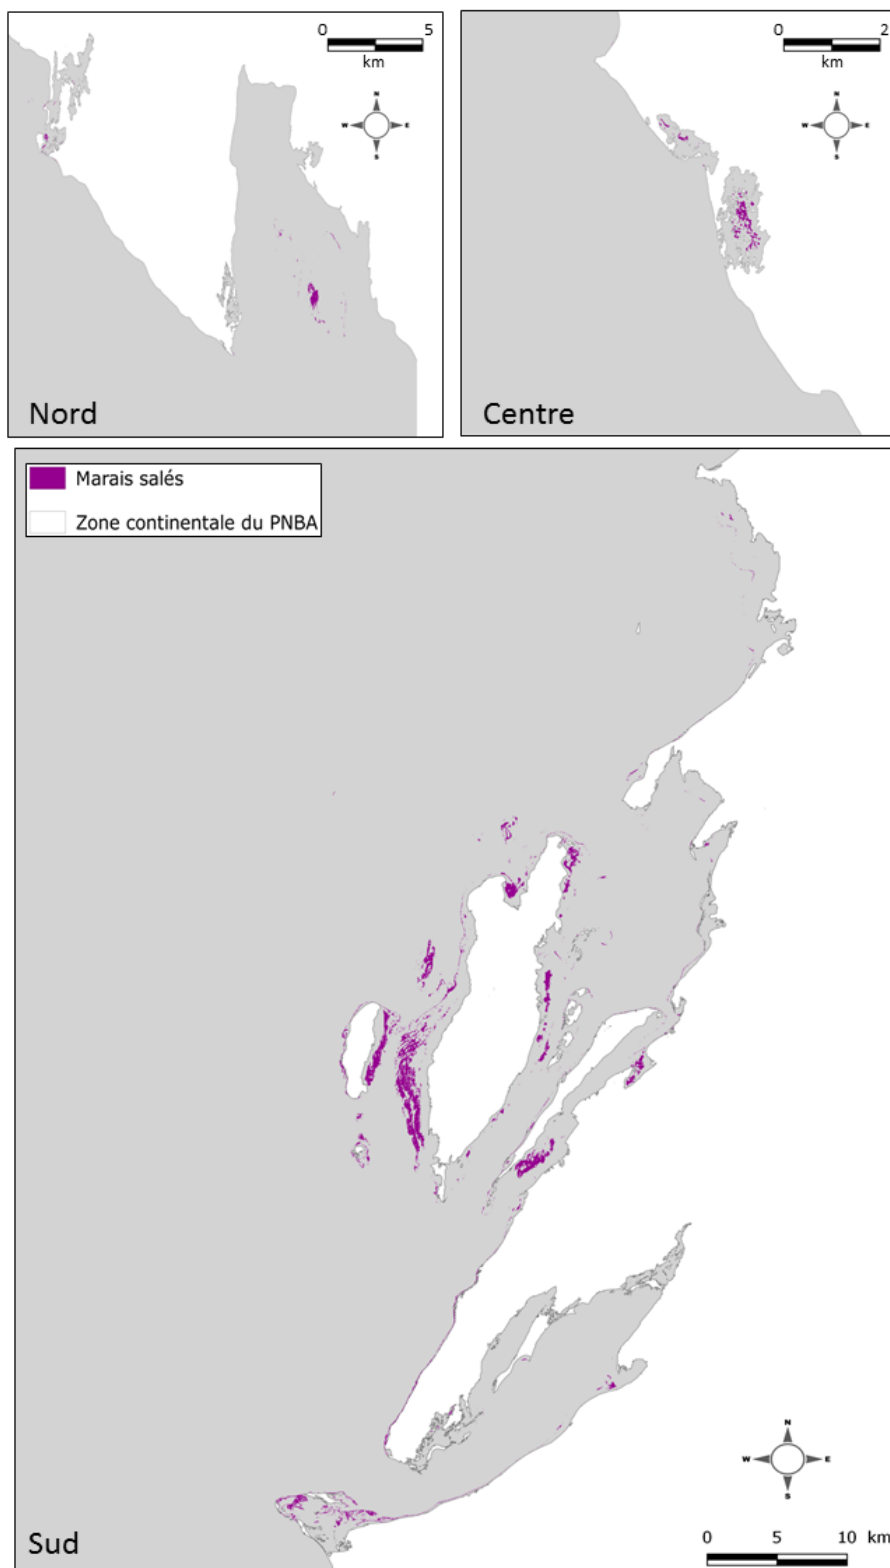 0 5
km
N
W E
S
Nord
0 2
km
N
W E
S
Centre
Marais salés
Zone continentale du PNBA
N
W E
S
Sud
0 5 10 km